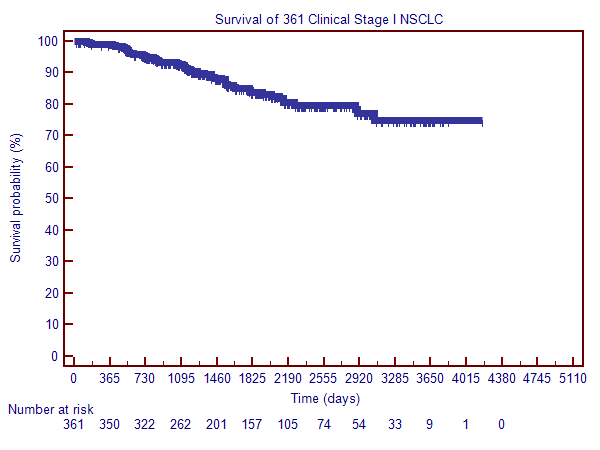 Survival of 361 Clinical Stage I NSCLC
Survival probability (%)
100
90
80
70
60
50
40
30
20
10
0
0 365 730 1095 1460 1825 2190 2555 2920 3285 3650 4015 4380 4745 5110
Time (days)
Number at risk
361 350 322 262 201 157 105 74 54 33 9 1 0